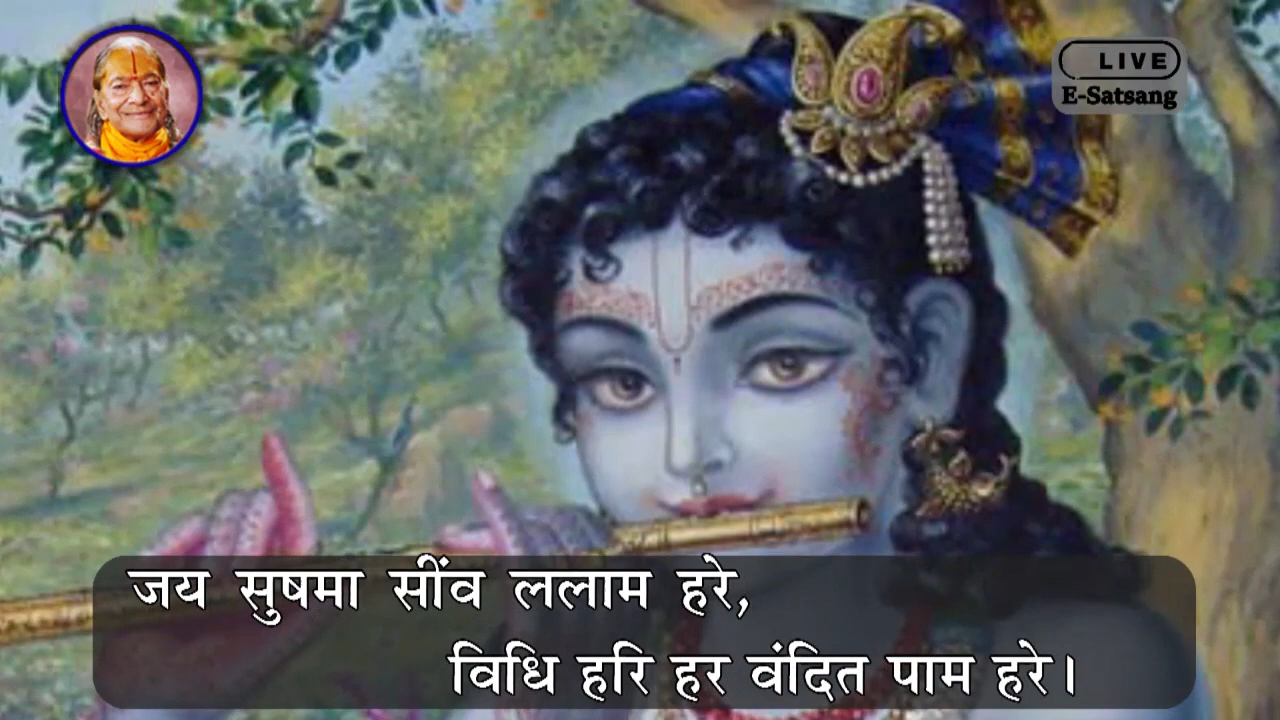 LIVE
E-Satsang
जय सुषमा सींव ललाम हरे,
विधि हरि हर वंदित पाम हरे।